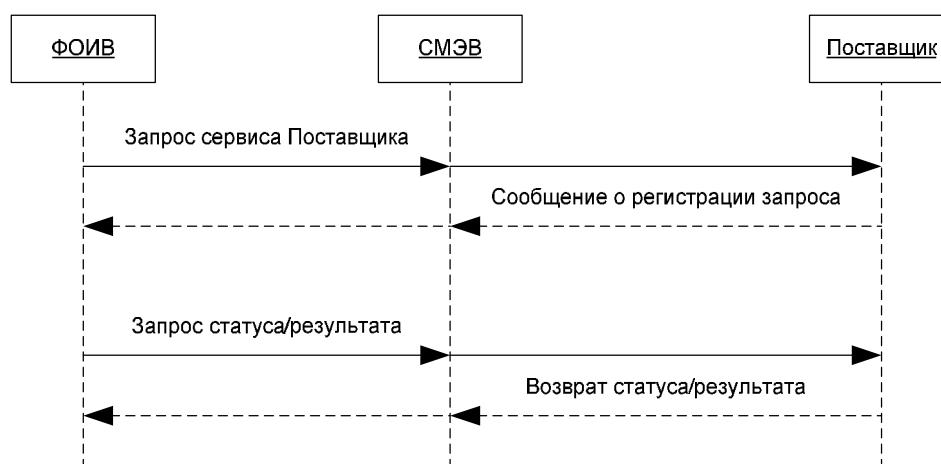 ФОИВ
СМЭВ
Поставщик
Запрос сервиса Поставщика
Сообщение о регистрации запроса
Запрос статуса/результата
Возврат статуса/результата